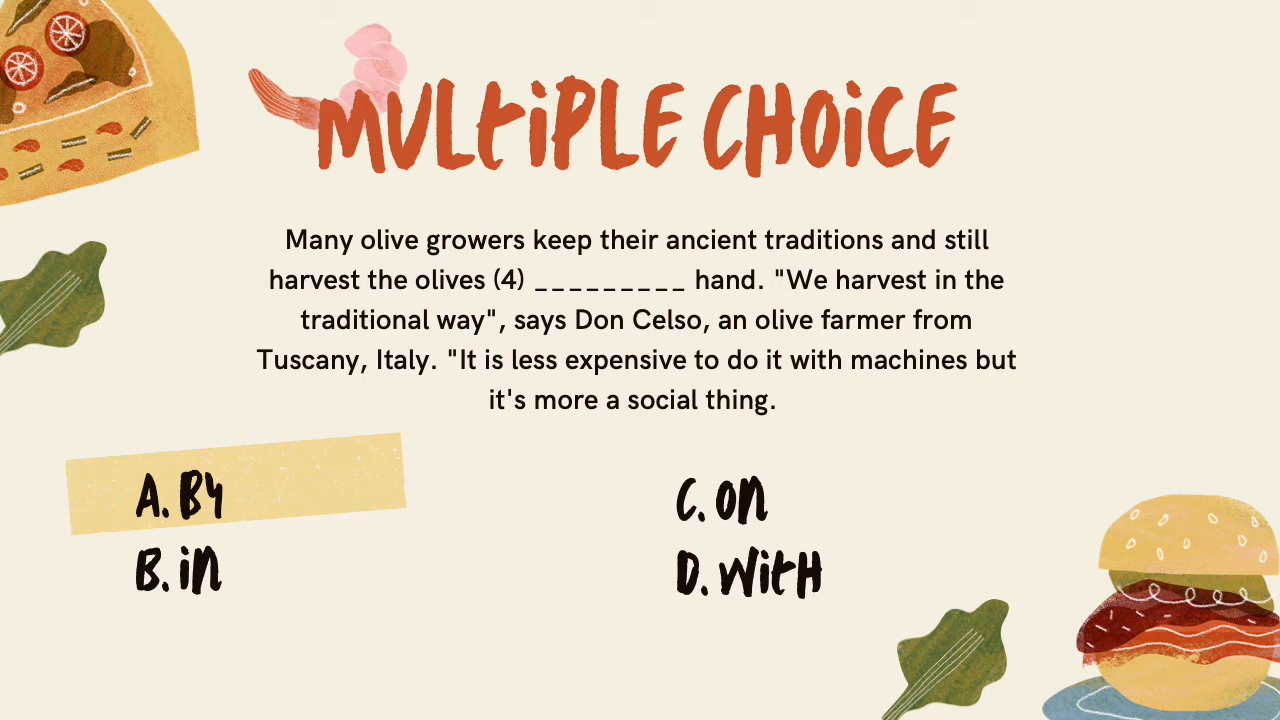 MULTIPLE CHOICE
Many olive growers keep their ancient traditions and still
harvest the olives (4) _________ hand. "We harvest in the
traditional way", says Don Celso, an olive farmer from
Tuscany, Italy. "It is less expensive to do it with machines but
it's more a social thing.
A. By
B. in
C. on
D. with